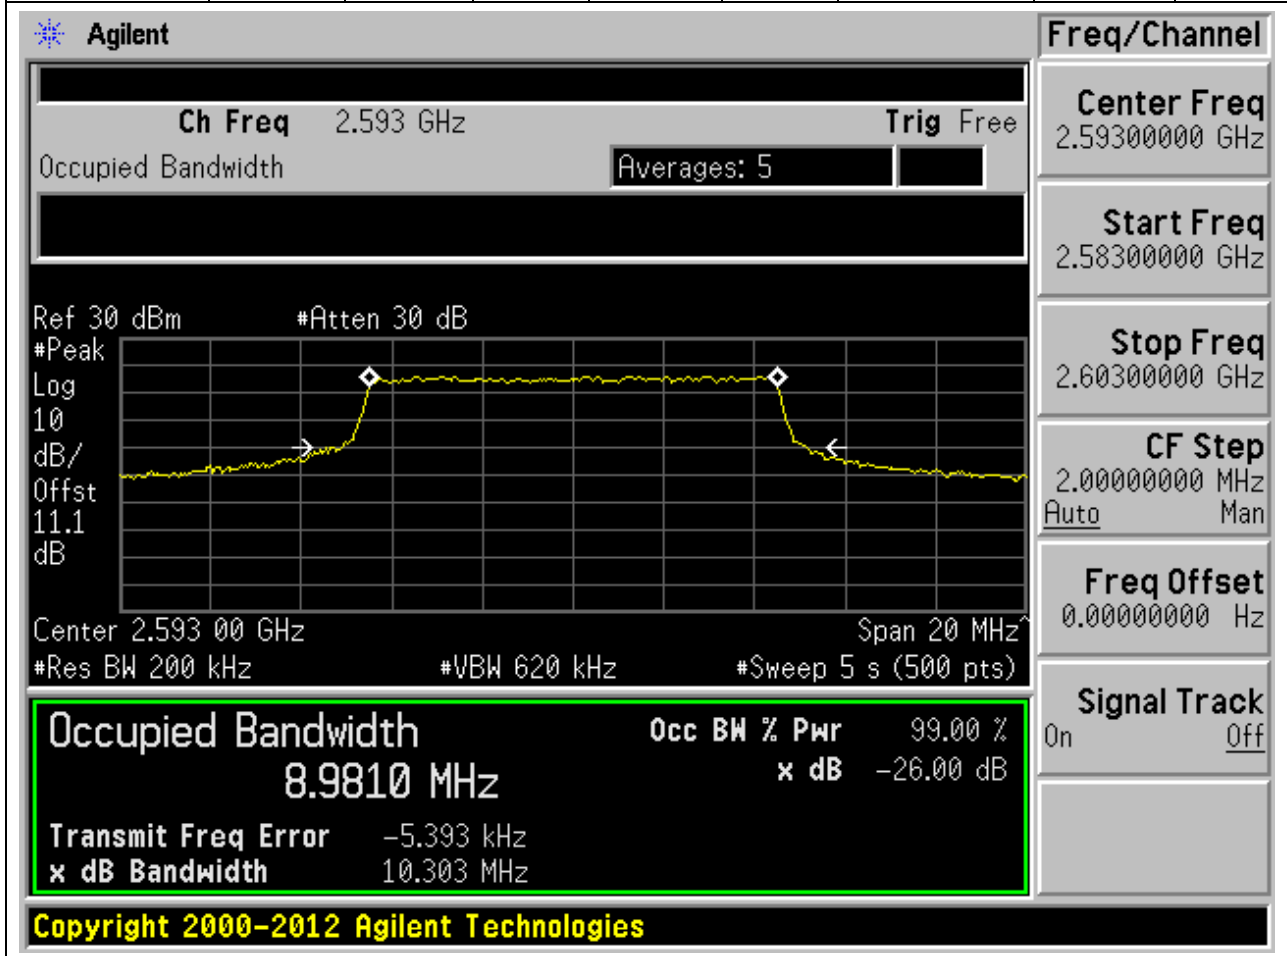 Agilent
Freq/Channel
Ch Freq 2.593 GHz Trig Free
Occupied Bandwidth Averages: 5
Center Freq
2.59300000 GHz
Start Freq
2.58300000 GHz
Stop Freq
2.60300000 GHz
CF Step
2.00000000 MHz
Auto Man
Freq Offset
0.00000000 Hz
Signal Track
On Off
Ref 30 dBm #Atten 30 dB
#Peak
Log
10
dB/
Offst
11.1
dB
Center 2.593 00 GHz Span 20 MHz^
#Res BW 200 kHz #VBW 620 kHz #Sweep 5 s (500 pts)
Occupied Bandwidth Occ BW % Pwr 99.00 %
8.9810 MHz x dB -26.00 dB
Transmit Freq Error -5.393 kHz
x dB Bandwidth 10.303 MHz
Copyright 2000-2012 Agilent Technologies